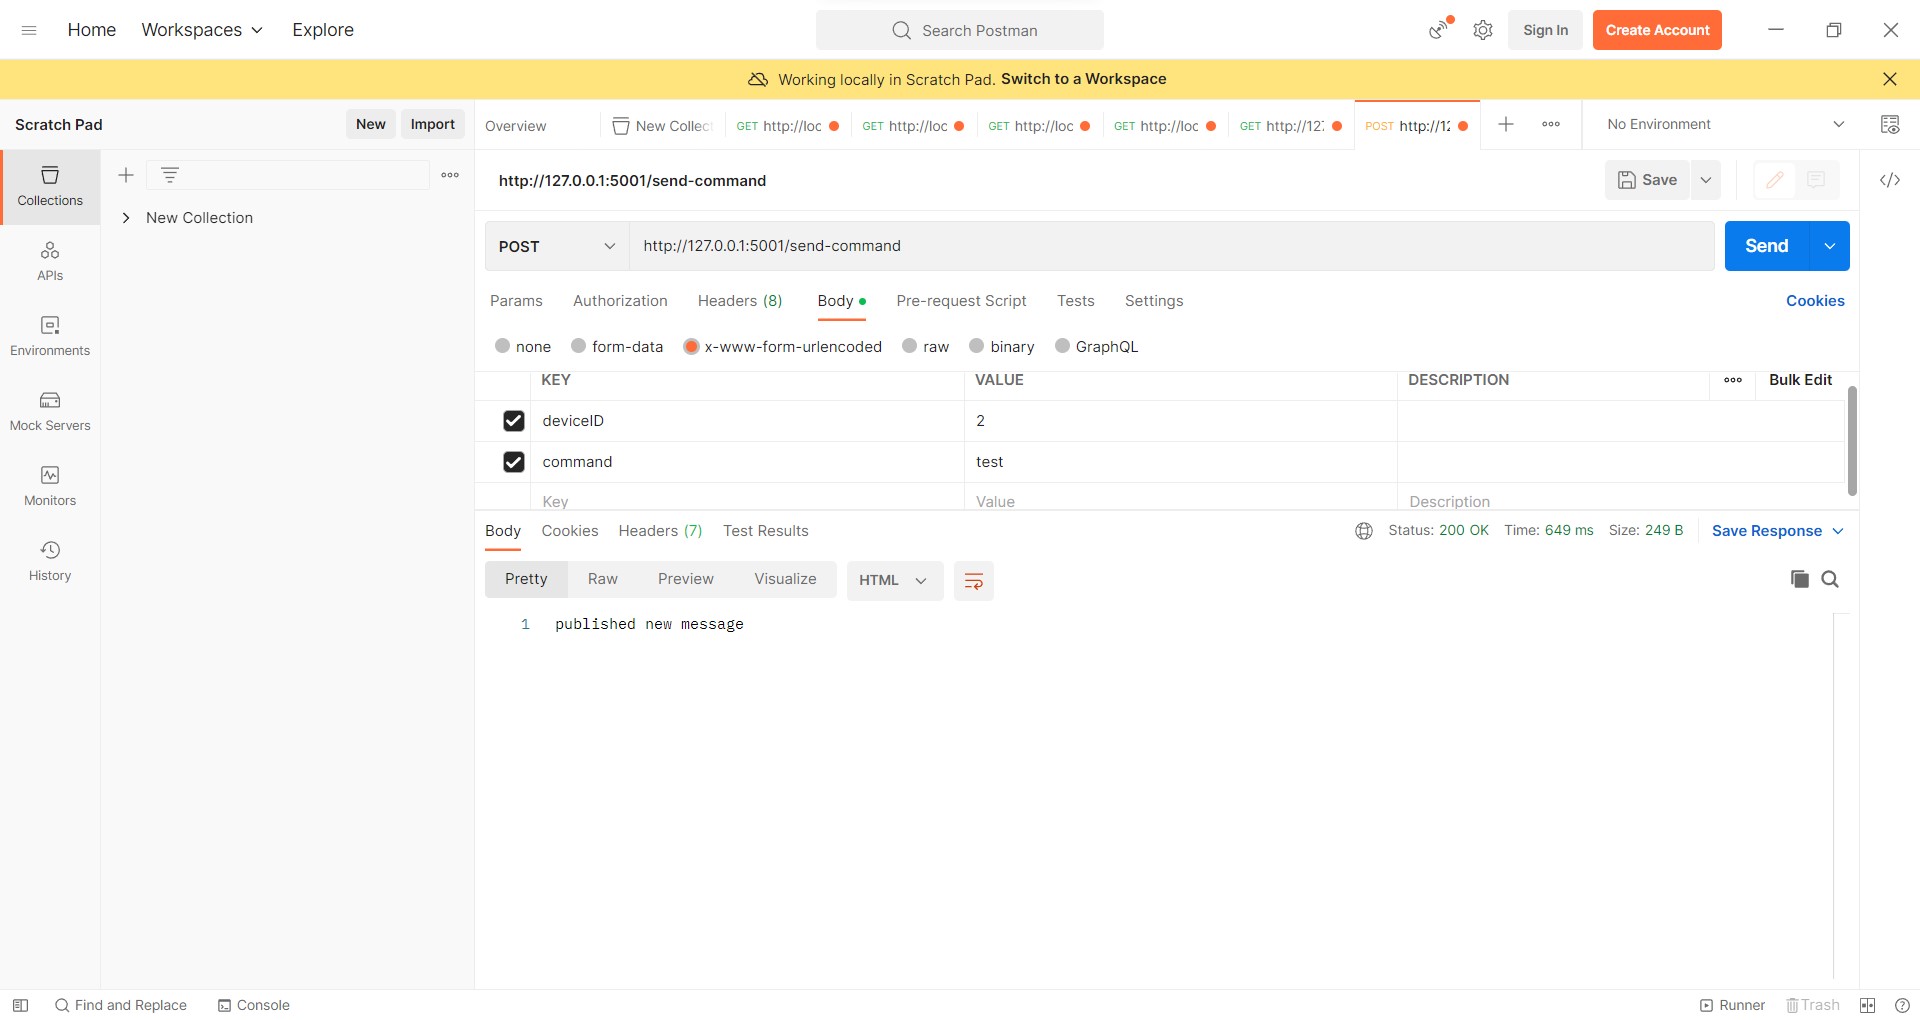 Home Workspaces Explore Search Postman Sign In Create Account
Working locally in Scratch Pad. Switch to a Workspace
Scratch Pad New Import Overview New Collect GET http://loc GET http://loc GET http://loc GET http://loc GET http://127. POST http://12 No Environment
Collections
APIs
Environments
Mock Servers
Monitors
History
New Collection
http://127.0.0.1:5001/send-command Save
POST http://127.0.0.1:5001/send-command Send
Params Authorization Headers (8) Body Pre-request Script Tests Settings Cookies
none form-data x-www-form-urlencoded raw binary GraphQL
KEY VALUE DESCRIPTION Bulk Edit
deviceID 2
command test
Key Value Description
Body Cookies Headers (7) Test Results Status: 200 OK Time: 649 ms Size: 249 B Save Response
Pretty Raw Preview Visualize HTML
1 published new message
Find and Replace Console Runner Trash